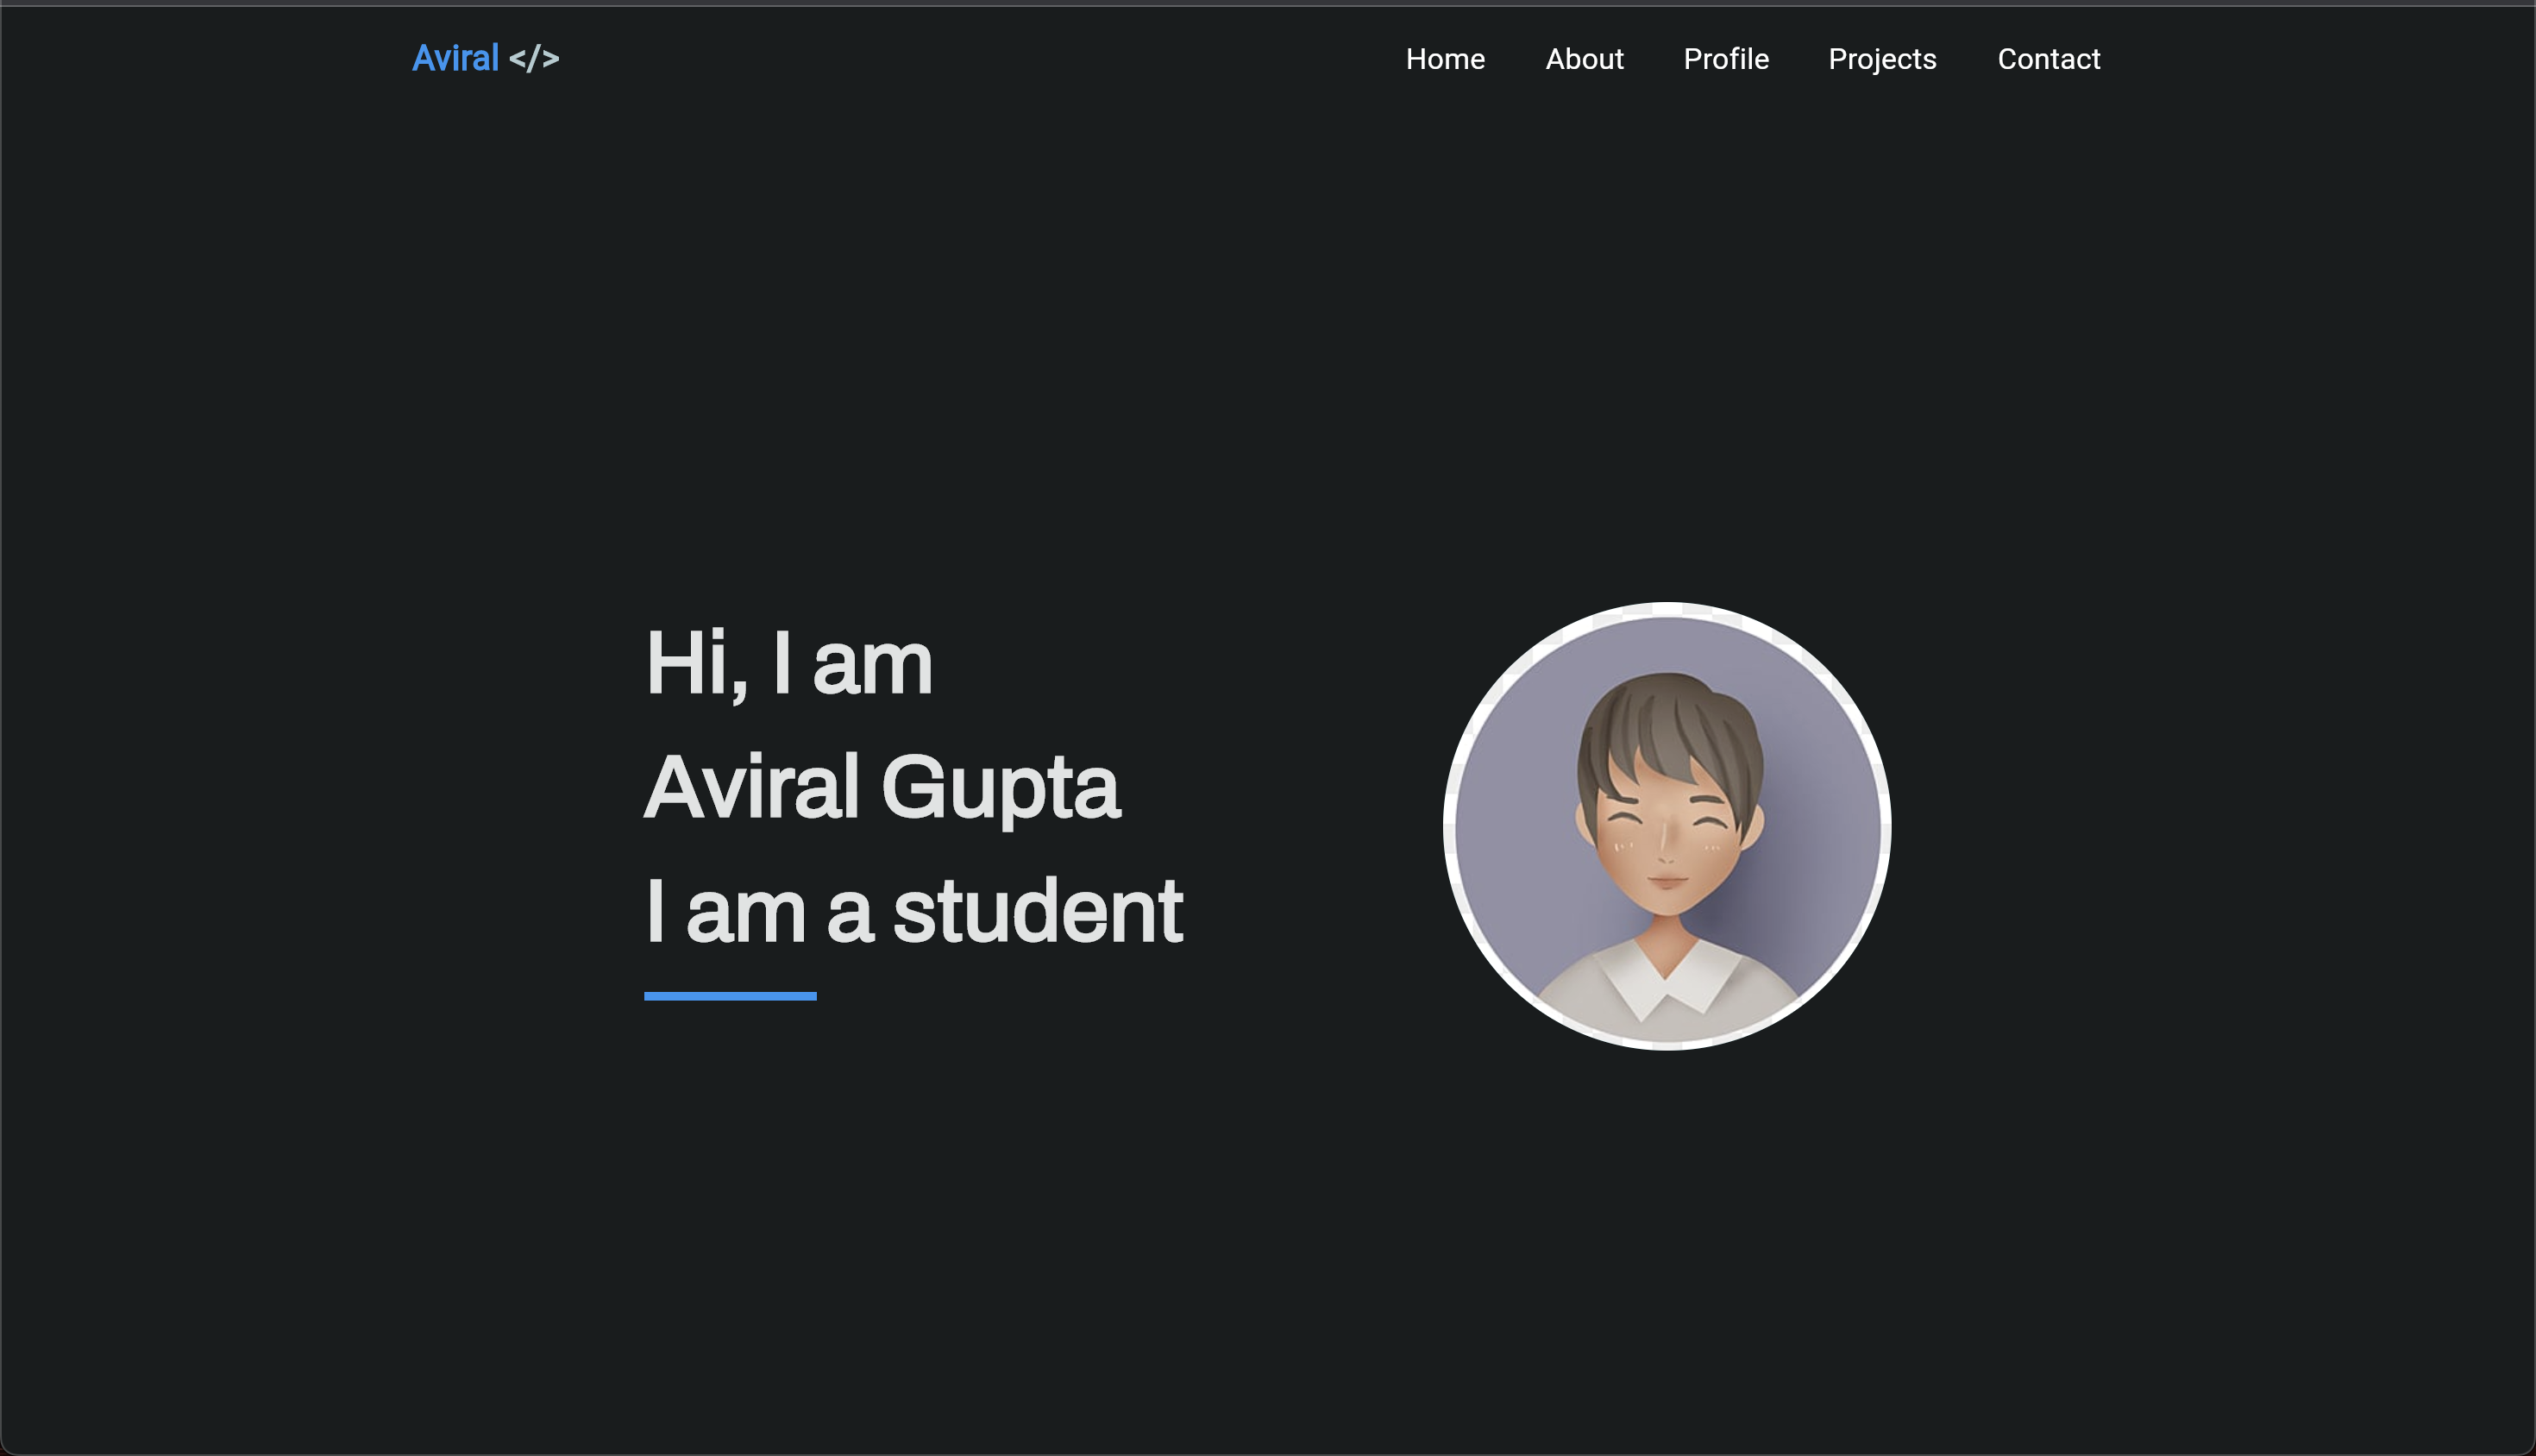 Aviral </>
Home About Profile Projects Contact
Hi, I am
Aviral Gupta
I am a student